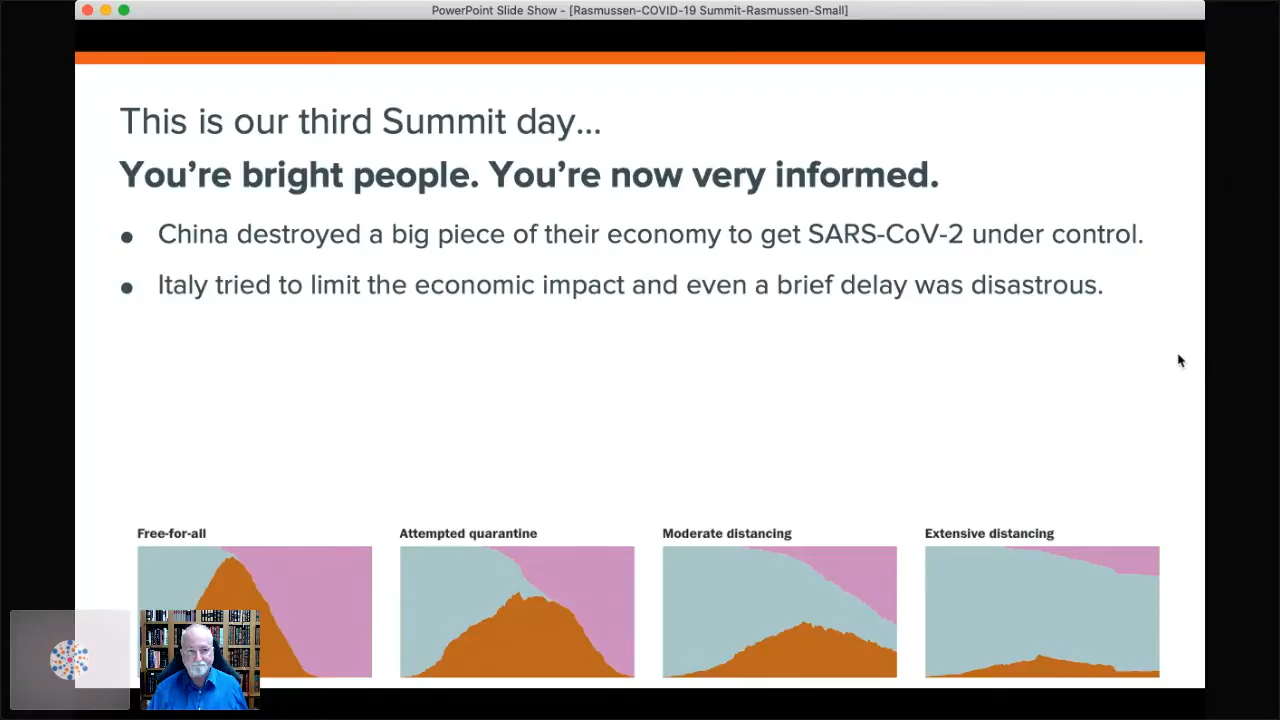 PowerPoint Slide Show - [Rasmussen-COVID-19 Summit-Rasmussen-Small]
This is our third Summit day...
You're bright people. You're now very informed.
● China destroyed a big piece of their economy to get SARS-CoV-2 under control.
● Italy tried to limit the economic impact and even a brief delay was disastrous.
Free-for-all
Attempted quarantine
Moderate distancing
Extensive distancing